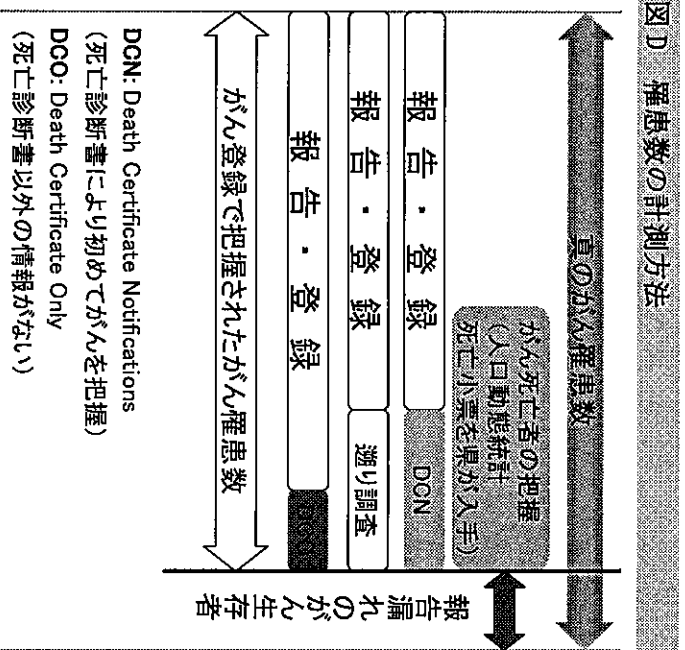 図D 罹患数の計測方法
真のがん罹患数
がん死亡者の把握
(人口動態統計
死亡小票を県が入手)
報告・登録
DCN
報告・登録
遡り調査
報告・登録
DCO
がん登録で把握されたがん罹患数
報告漏れのがん生存者
DCN: Death Certificate Notifications
(死亡診断書により初めてがんを把握)
DCO: Death Certificate Only
(死亡診断書以外の情報がない)